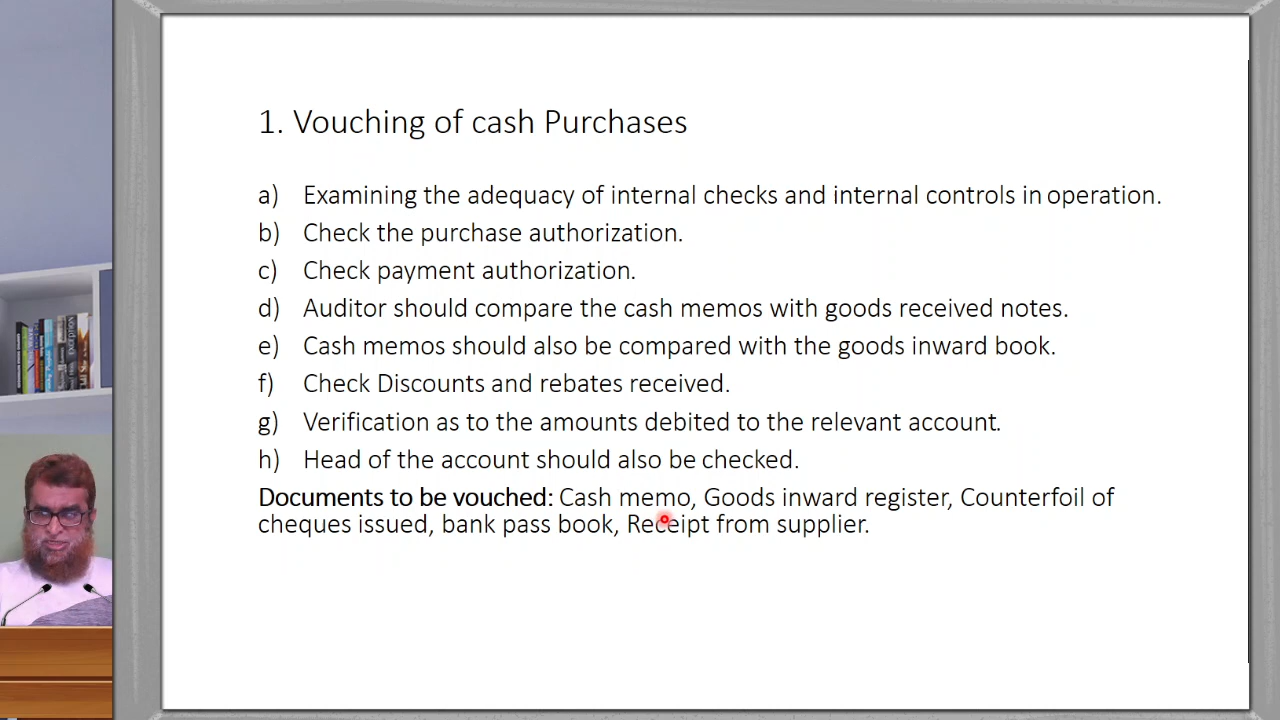 1. Vouching of cash Purchases
a) Examining the adequacy of internal checks and internal controls in operation.
b) Check the purchase authorization.
c) Check payment authorization.
d) Auditor should compare the cash memos with goods received notes.
e) Cash memos should also be compared with the goods inward book.
f) Check Discounts and rebates received.
g) Verification as to the amounts debited to the relevant account.
h) Head of the account should also be checked.
Documents to be vouched: Cash memo, Goods inward register, Counterfoil of
cheques issued, bank pass book, Receipt from supplier.